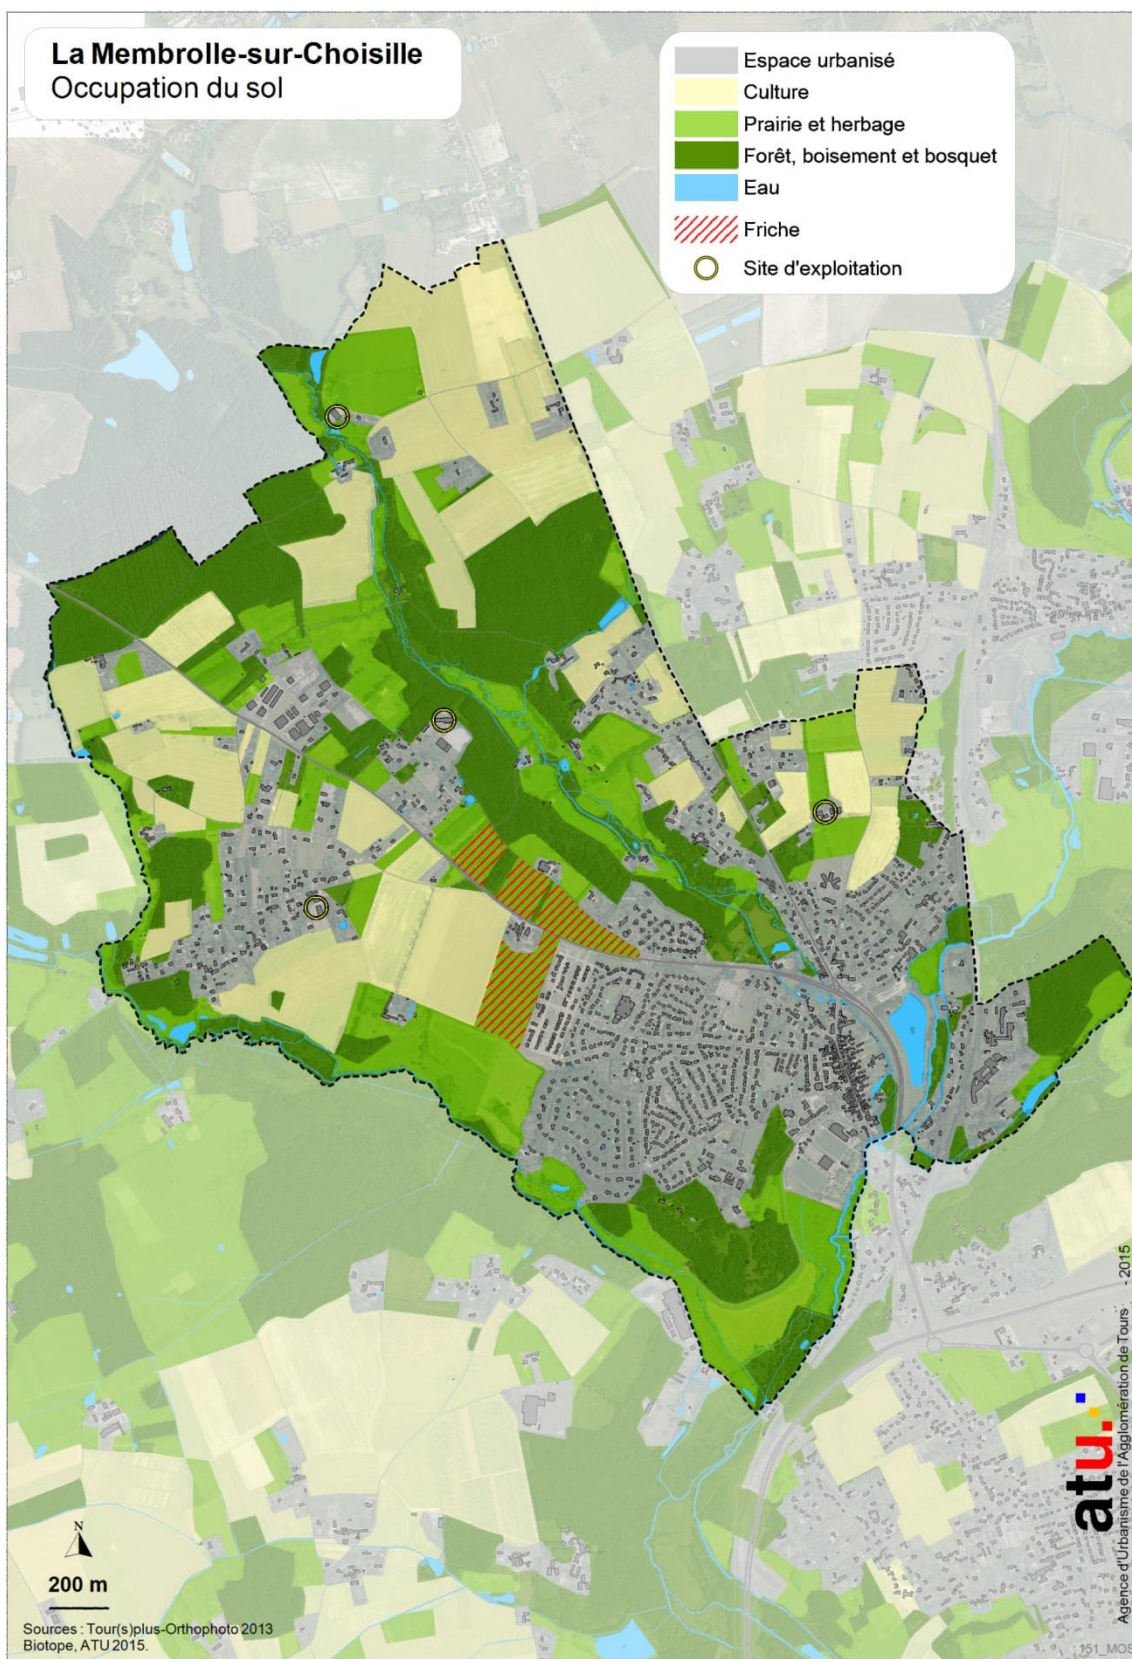 La Membrolle-sur-Choisille
Occupation du sol
Espace urbanisé
Culture
Prairie et herbage
Forêt, boisement et bosquet
Eau
Friche
Site d'exploitation
N
200 m
Sources : Tour(s)plus-Orthophoto 2013
Biotope, ATU 2015.
atu.
Agence d'Urbanisme de l'Agglomération de Tours - 2015
151_MOS